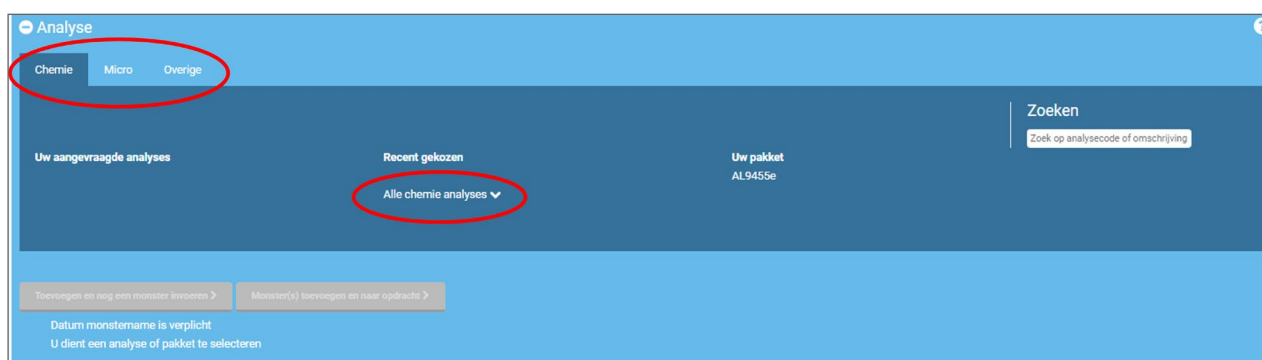 Analyse
Chemie Micro Overige
Zoeken
Zoek op analysecode of omschrijving
Uw aangevraagde analyses Recent gekozen Uw pakket
AL9455e
Alle chemie analyses
Toevoegen en nog een monster invoeren
Monster(s) toevoegen en naar opdracht
Datum monstername is verplicht
U dient een analyse of pakket te selecteren